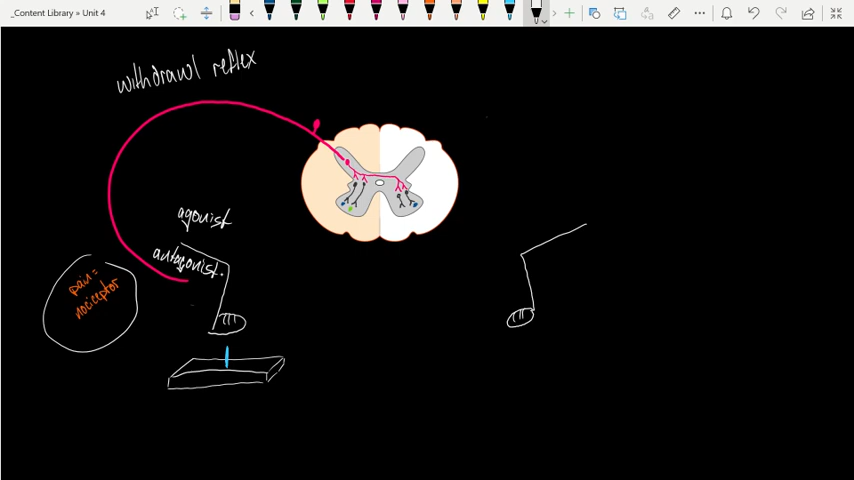 _Content Library » Unit 4
withdrawl reflex
agonist
antagonist.
pain =
nociceptor